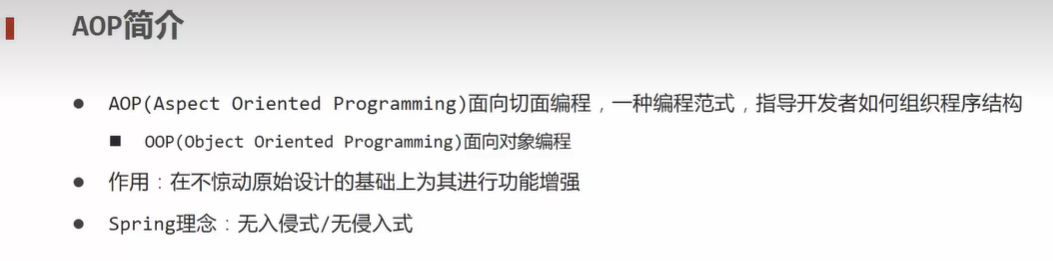 AOP简介
● AOP(Aspect Oriented Programming)面向切面编程，一种编程范式，指导开发者如何组织程序结构
■ OOP(Object Oriented Programming)面向对象编程
● 作用：在不惊动原始设计的基础上为其进行功能增强
● Spring理念：无入侵式/无侵入式